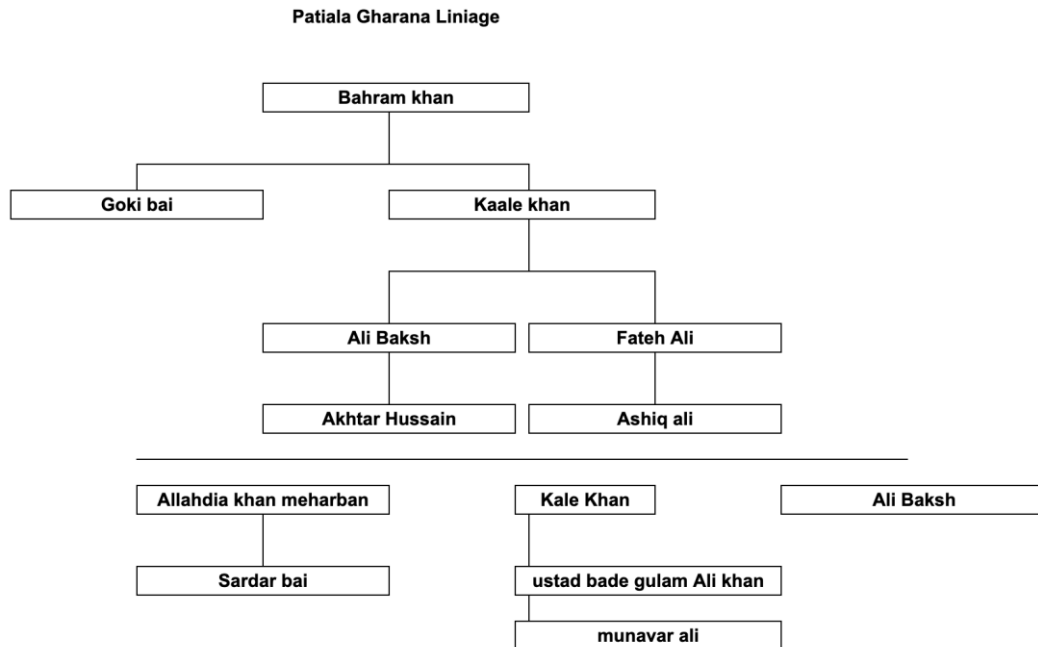 Patiala Gharana Liniage
Bahram khan
Goki bai
Kaale khan
Ali Baksh
Fateh Ali
Akhtar Hussain
Ashiq ali
Allahdia khan meharban
Kale Khan
Ali Baksh
Sardar bai
ustad bade gulam Ali khan
munavar ali